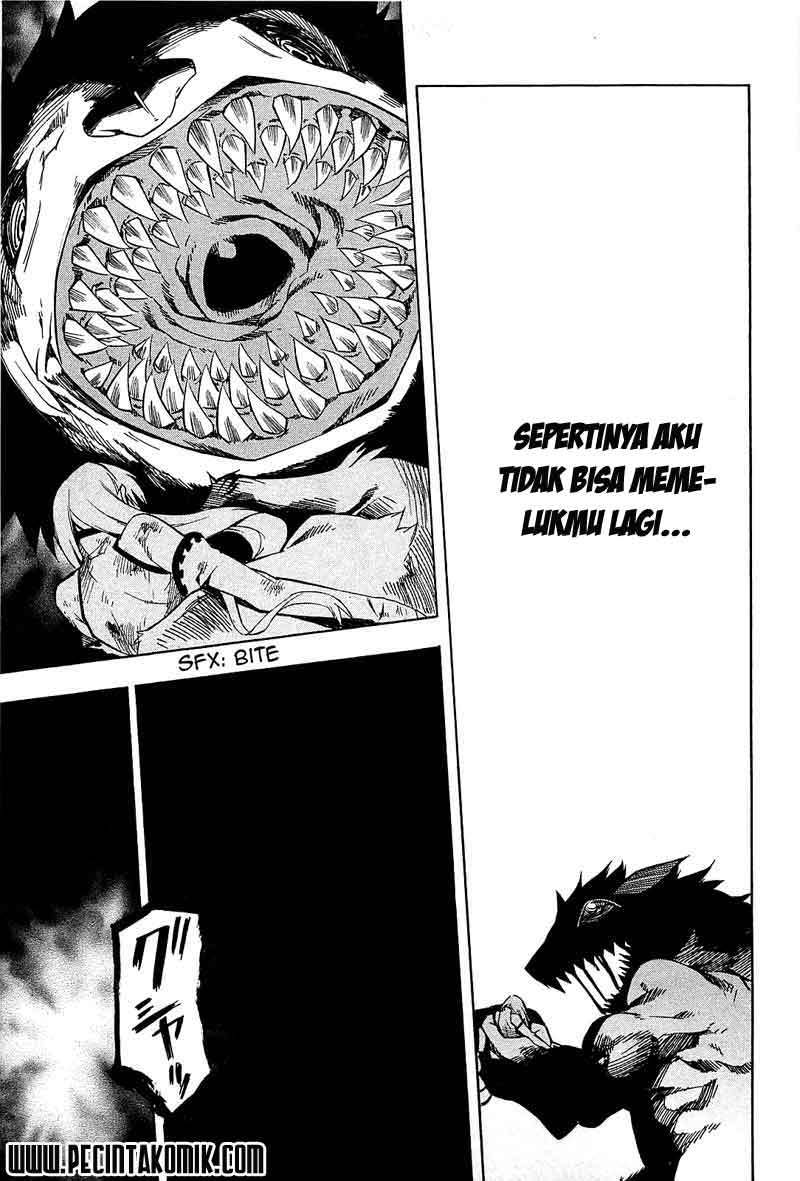 SEPERTINYA AKU
TIDAK BISA MEME-
LUKMU LAGI...
SFX: BITE
グシャッ
WWW.PECINTAKOMIK.COM